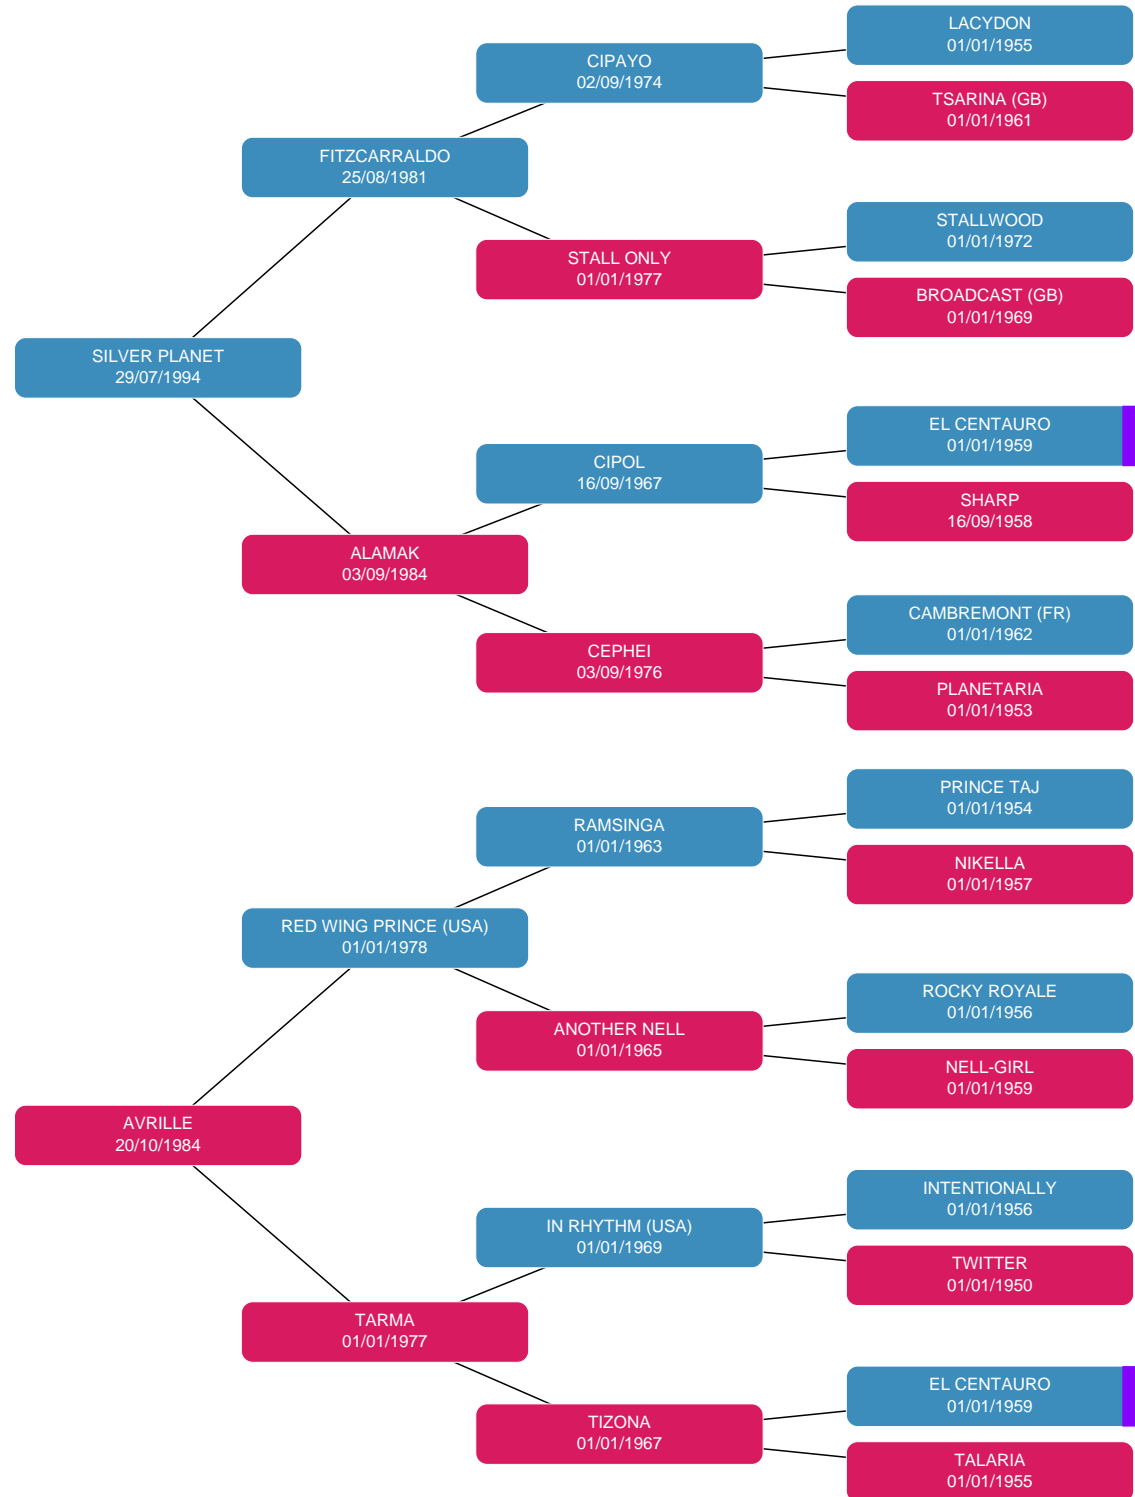 LACYDON
01/01/1955
CIPAYO
02/09/1974
TSARINA (GB)
01/01/1961
FITZCARRALDO
25/08/1981
STALLWOOD
01/01/1972
STALL ONLY
01/01/1977
BROADCAST (GB)
01/01/1969
SILVER PLANET
29/07/1994
EL CENTAURO
01/01/1959
CIPOL
16/09/1967
SHARP
16/09/1958
ALAMAK
03/09/1984
CAMBREMONT (FR)
01/01/1962
CEPHEI
03/09/1976
PLANETARIA
01/01/1953
PRINCE TAJ
01/01/1954
RAMSINGA
01/01/1963
NIKELLA
01/01/1957
RED WING PRINCE (USA)
01/01/1978
ROCKY ROYALE
01/01/1956
ANOTHER NELL
01/01/1965
NELL-GIRL
01/01/1959
AVRILLE
20/10/1984
INTENTIONALLY
01/01/1956
IN RHYTHM (USA)
01/01/1969
TWITTER
01/01/1950
TARMA
01/01/1977
EL CENTAURO
01/01/1959
TIZONA
01/01/1967
TALARIA
01/01/1955